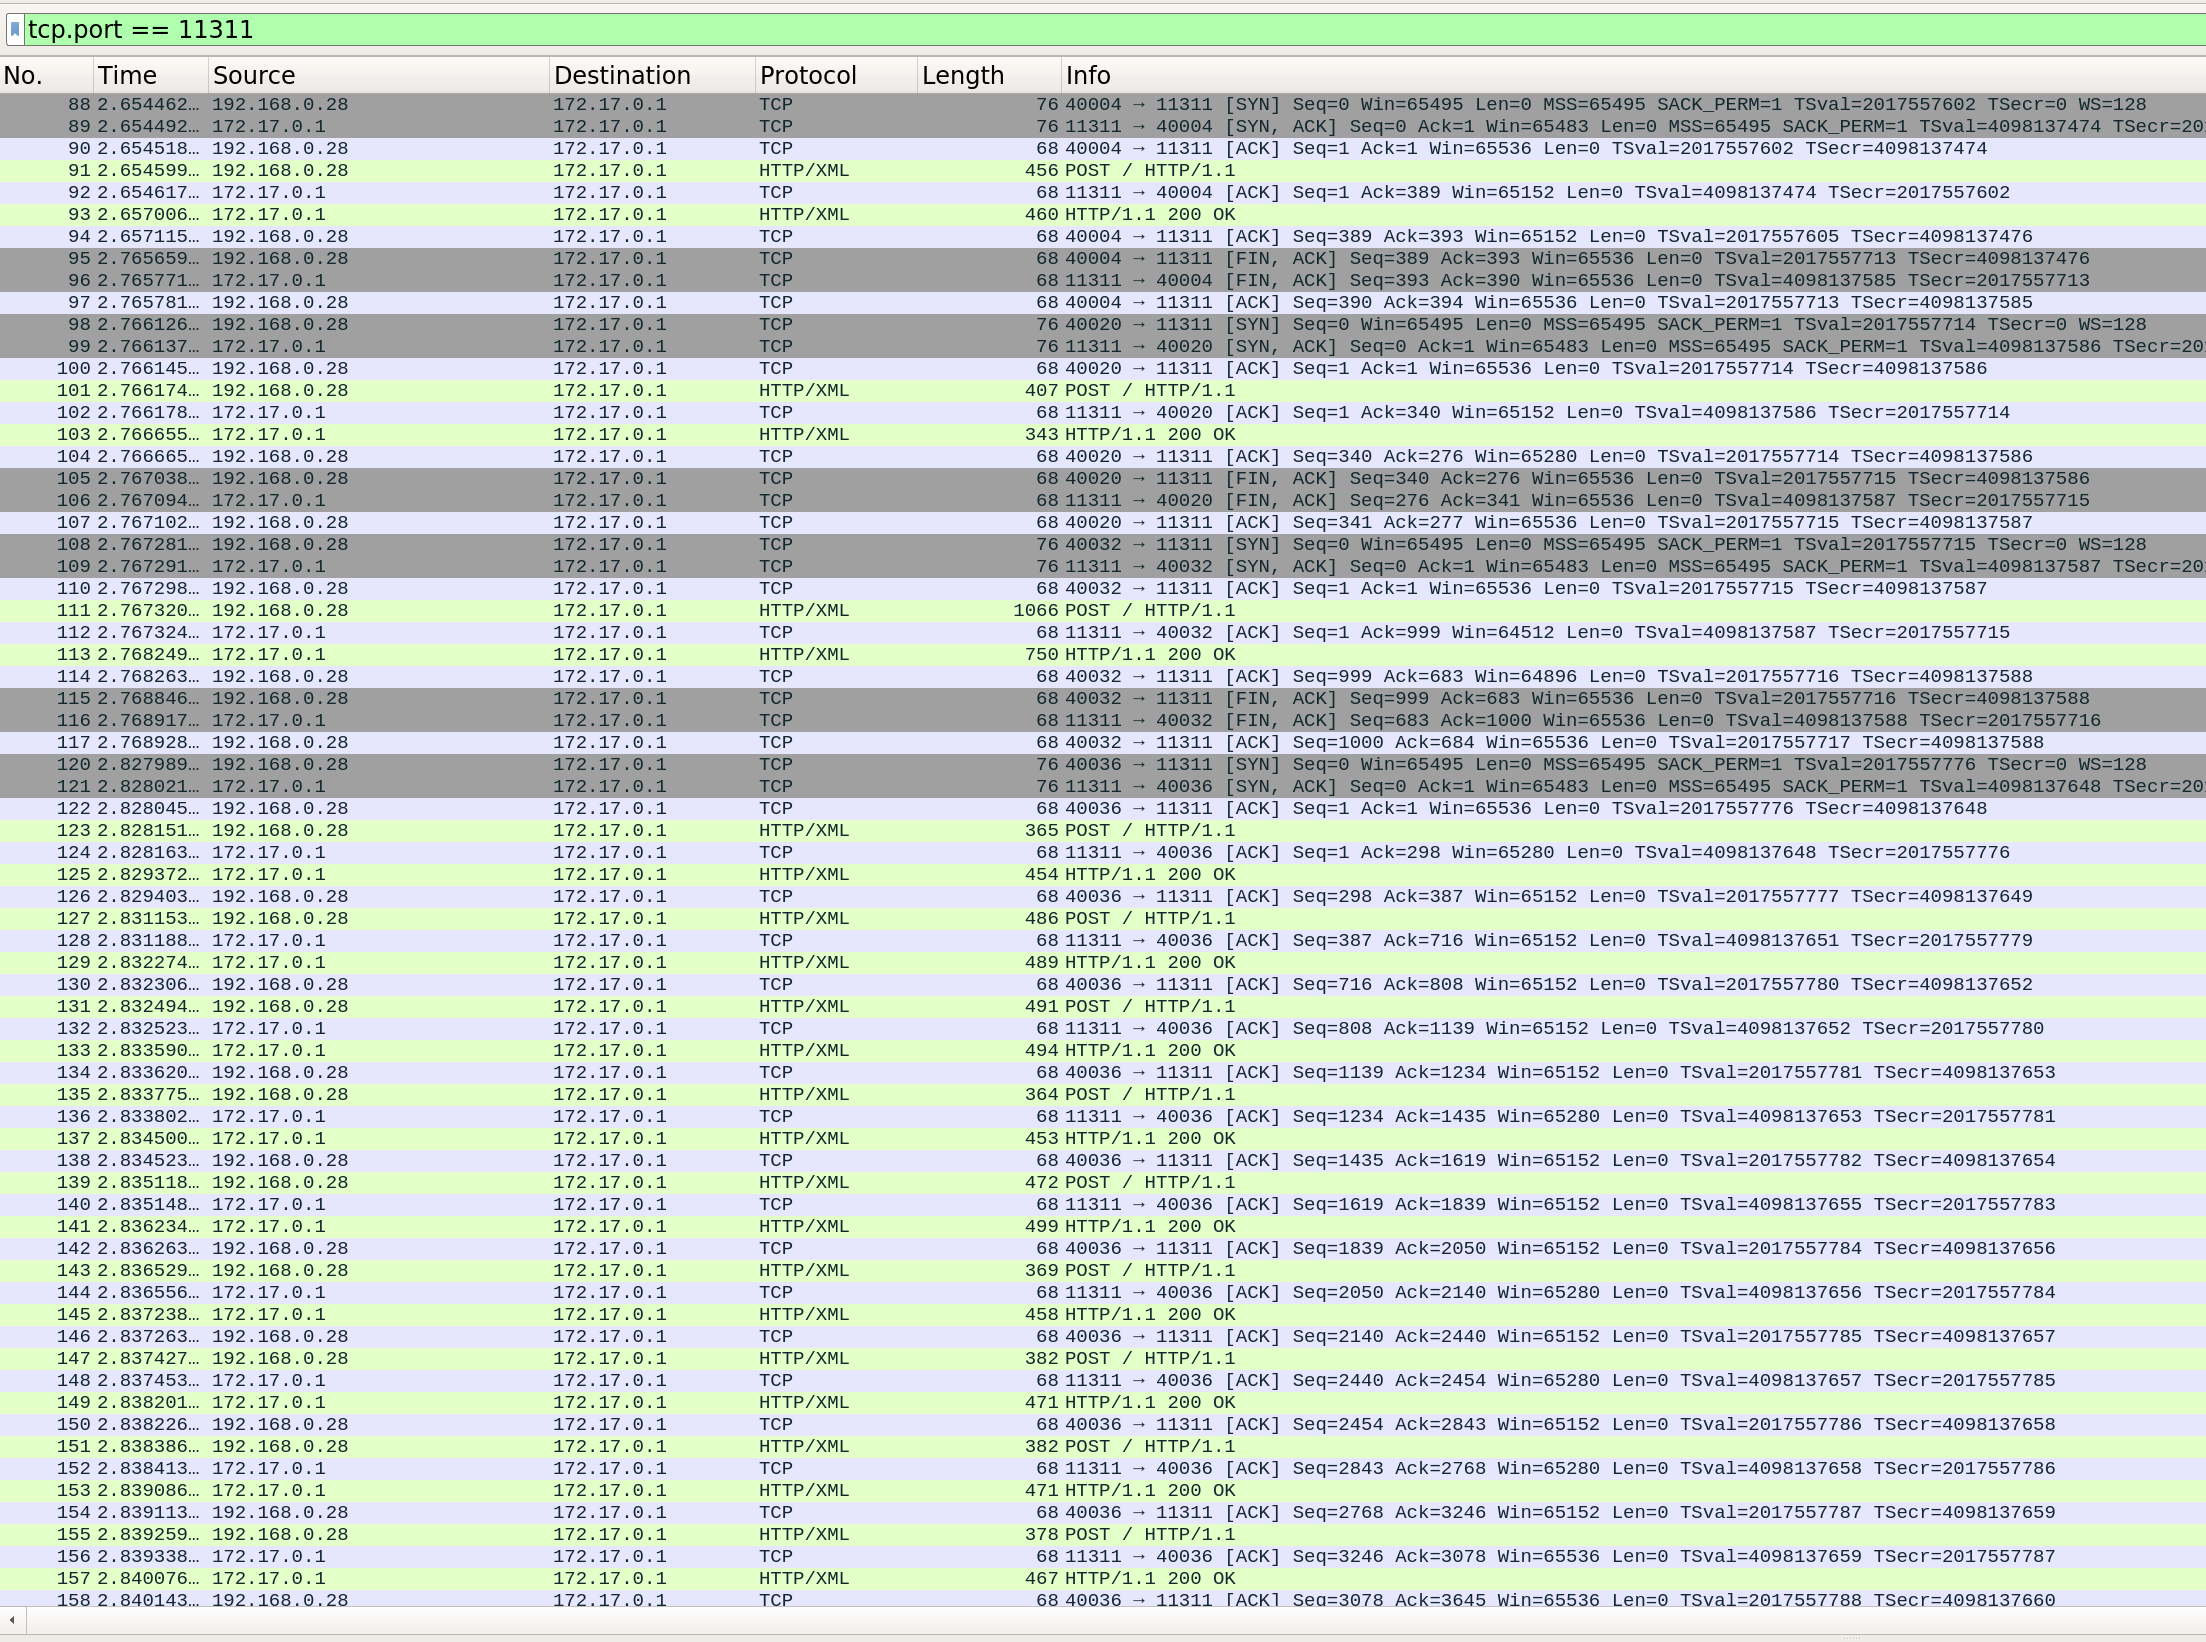 tcp.port == 11311
No. Time Source Destination Protocol Length Info
88 2.654462… 192.168.0.28 172.17.0.1 TCP 76 40004 → 11311 [SYN] Seq=0 Win=65495 Len=0 MSS=65495 SACK_PERM=1 TSval=2017557602 TSecr=0 WS=128
89 2.654492… 172.17.0.1 172.17.0.1 TCP 76 11311 → 40004 [SYN, ACK] Seq=0 Ack=1 Win=65483 Len=0 MSS=65495 SACK_PERM=1 TSval=4098137474 TSecr=20
90 2.654518… 192.168.0.28 172.17.0.1 TCP 68 40004 → 11311 [ACK] Seq=1 Ack=1 Win=65536 Len=0 TSval=2017557602 TSecr=4098137474
91 2.654599… 192.168.0.28 172.17.0.1 HTTP/XML 456 POST / HTTP/1.1
92 2.654617… 172.17.0.1 172.17.0.1 TCP 68 11311 → 40004 [ACK] Seq=1 Ack=389 Win=65152 Len=0 TSval=4098137474 TSecr=2017557602
93 2.657006… 172.17.0.1 172.17.0.1 HTTP/XML 460 HTTP/1.1 200 OK
94 2.657115… 192.168.0.28 172.17.0.1 TCP 68 40004 → 11311 [ACK] Seq=389 Ack=393 Win=65152 Len=0 TSval=2017557605 TSecr=4098137476
95 2.765659… 192.168.0.28 172.17.0.1 TCP 68 40004 → 11311 [FIN, ACK] Seq=389 Ack=393 Win=65536 Len=0 TSval=2017557713 TSecr=4098137476
96 2.765771… 172.17.0.1 172.17.0.1 TCP 68 11311 → 40004 [FIN, ACK] Seq=393 Ack=390 Win=65536 Len=0 TSval=4098137585 TSecr=2017557713
97 2.765781… 192.168.0.28 172.17.0.1 TCP 68 40004 → 11311 [ACK] Seq=390 Ack=394 Win=65536 Len=0 TSval=2017557713 TSecr=4098137585
98 2.766126… 192.168.0.28 172.17.0.1 TCP 76 40020 → 11311 [SYN] Seq=0 Win=65495 Len=0 MSS=65495 SACK_PERM=1 TSval=2017557714 TSecr=0 WS=128
99 2.766137… 172.17.0.1 172.17.0.1 TCP 76 11311 → 40020 [SYN, ACK] Seq=0 Ack=1 Win=65483 Len=0 MSS=65495 SACK_PERM=1 TSval=4098137586 TSecr=20
100 2.766145… 192.168.0.28 172.17.0.1 TCP 68 40020 → 11311 [ACK] Seq=1 Ack=1 Win=65536 Len=0 TSval=2017557714 TSecr=4098137586
101 2.766174… 192.168.0.28 172.17.0.1 HTTP/XML 407 POST / HTTP/1.1
102 2.766178… 172.17.0.1 172.17.0.1 TCP 68 11311 → 40020 [ACK] Seq=1 Ack=340 Win=65152 Len=0 TSval=4098137586 TSecr=2017557714
103 2.766655… 172.17.0.1 172.17.0.1 HTTP/XML 343 HTTP/1.1 200 OK
104 2.766665… 192.168.0.28 172.17.0.1 TCP 68 40020 → 11311 [ACK] Seq=340 Ack=276 Win=65280 Len=0 TSval=2017557714 TSecr=4098137586
105 2.767038… 192.168.0.28 172.17.0.1 TCP 68 40020 → 11311 [FIN, ACK] Seq=340 Ack=276 Win=65536 Len=0 TSval=2017557715 TSecr=4098137586
106 2.767094… 172.17.0.1 172.17.0.1 TCP 68 11311 → 40020 [FIN, ACK] Seq=276 Ack=341 Win=65536 Len=0 TSval=4098137587 TSecr=2017557715
107 2.767102… 192.168.0.28 172.17.0.1 TCP 68 40020 → 11311 [ACK] Seq=341 Ack=277 Win=65536 Len=0 TSval=2017557715 TSecr=4098137587
108 2.767281… 192.168.0.28 172.17.0.1 TCP 76 40032 → 11311 [SYN] Seq=0 Win=65495 Len=0 MSS=65495 SACK_PERM=1 TSval=2017557715 TSecr=0 WS=128
109 2.767291… 172.17.0.1 172.17.0.1 TCP 76 11311 → 40032 [SYN, ACK] Seq=0 Ack=1 Win=65483 Len=0 MSS=65495 SACK_PERM=1 TSval=4098137587 TSecr=20
110 2.767298… 192.168.0.28 172.17.0.1 TCP 68 40032 → 11311 [ACK] Seq=1 Ack=1 Win=65536 Len=0 TSval=2017557715 TSecr=4098137587
111 2.767320… 192.168.0.28 172.17.0.1 HTTP/XML 1066 POST / HTTP/1.1
112 2.767324… 172.17.0.1 172.17.0.1 TCP 68 11311 → 40032 [ACK] Seq=1 Ack=999 Win=64512 Len=0 TSval=4098137587 TSecr=2017557715
113 2.768249… 172.17.0.1 172.17.0.1 HTTP/XML 750 HTTP/1.1 200 OK
114 2.768263… 192.168.0.28 172.17.0.1 TCP 68 40032 → 11311 [ACK] Seq=999 Ack=683 Win=64896 Len=0 TSval=2017557716 TSecr=4098137588
115 2.768846… 192.168.0.28 172.17.0.1 TCP 68 40032 → 11311 [FIN, ACK] Seq=999 Ack=683 Win=65536 Len=0 TSval=2017557716 TSecr=4098137588
116 2.768917… 172.17.0.1 172.17.0.1 TCP 68 11311 → 40032 [FIN, ACK] Seq=683 Ack=1000 Win=65536 Len=0 TSval=4098137588 TSecr=2017557716
117 2.768928… 192.168.0.28 172.17.0.1 TCP 68 40032 → 11311 [ACK] Seq=1000 Ack=684 Win=65536 Len=0 TSval=2017557717 TSecr=4098137588
120 2.827989… 192.168.0.28 172.17.0.1 TCP 76 40036 → 11311 [SYN] Seq=0 Win=65495 Len=0 MSS=65495 SACK_PERM=1 TSval=2017557776 TSecr=0 WS=128
121 2.828021… 172.17.0.1 172.17.0.1 TCP 76 11311 → 40036 [SYN, ACK] Seq=0 Ack=1 Win=65483 Len=0 MSS=65495 SACK_PERM=1 TSval=4098137648 TSecr=20
122 2.828045… 192.168.0.28 172.17.0.1 TCP 68 40036 → 11311 [ACK] Seq=1 Ack=1 Win=65536 Len=0 TSval=2017557776 TSecr=4098137648
123 2.828151… 192.168.0.28 172.17.0.1 HTTP/XML 365 POST / HTTP/1.1
124 2.828163… 172.17.0.1 172.17.0.1 TCP 68 11311 → 40036 [ACK] Seq=1 Ack=298 Win=65280 Len=0 TSval=4098137648 TSecr=2017557776
125 2.829372… 172.17.0.1 172.17.0.1 HTTP/XML 454 HTTP/1.1 200 OK
126 2.829403… 192.168.0.28 172.17.0.1 TCP 68 40036 → 11311 [ACK] Seq=298 Ack=387 Win=65152 Len=0 TSval=2017557777 TSecr=4098137649
127 2.831153… 192.168.0.28 172.17.0.1 HTTP/XML 486 POST / HTTP/1.1
128 2.831188… 172.17.0.1 172.17.0.1 TCP 68 11311 → 40036 [ACK] Seq=387 Ack=716 Win=65152 Len=0 TSval=4098137651 TSecr=2017557779
129 2.832274… 172.17.0.1 172.17.0.1 HTTP/XML 489 HTTP/1.1 200 OK
130 2.832306… 192.168.0.28 172.17.0.1 TCP 68 40036 → 11311 [ACK] Seq=716 Ack=808 Win=65152 Len=0 TSval=2017557780 TSecr=4098137652
131 2.832494… 192.168.0.28 172.17.0.1 HTTP/XML 491 POST / HTTP/1.1
132 2.832523… 172.17.0.1 172.17.0.1 TCP 68 11311 → 40036 [ACK] Seq=808 Ack=1139 Win=65152 Len=0 TSval=4098137652 TSecr=2017557780
133 2.833590… 172.17.0.1 172.17.0.1 HTTP/XML 494 HTTP/1.1 200 OK
134 2.833620… 192.168.0.28 172.17.0.1 TCP 68 40036 → 11311 [ACK] Seq=1139 Ack=1234 Win=65152 Len=0 TSval=2017557781 TSecr=4098137653
135 2.833775… 192.168.0.28 172.17.0.1 HTTP/XML 364 POST / HTTP/1.1
136 2.833802… 172.17.0.1 172.17.0.1 TCP 68 11311 → 40036 [ACK] Seq=1234 Ack=1435 Win=65280 Len=0 TSval=4098137653 TSecr=2017557781
137 2.834500… 172.17.0.1 172.17.0.1 HTTP/XML 453 HTTP/1.1 200 OK
138 2.834523… 192.168.0.28 172.17.0.1 TCP 68 40036 → 11311 [ACK] Seq=1435 Ack=1619 Win=65152 Len=0 TSval=2017557782 TSecr=4098137654
139 2.835118… 192.168.0.28 172.17.0.1 HTTP/XML 472 POST / HTTP/1.1
140 2.835148… 172.17.0.1 172.17.0.1 TCP 68 11311 → 40036 [ACK] Seq=1619 Ack=1839 Win=65152 Len=0 TSval=4098137655 TSecr=2017557783
141 2.836234… 172.17.0.1 172.17.0.1 HTTP/XML 499 HTTP/1.1 200 OK
142 2.836263… 192.168.0.28 172.17.0.1 TCP 68 40036 → 11311 [ACK] Seq=1839 Ack=2050 Win=65152 Len=0 TSval=2017557784 TSecr=4098137656
143 2.836529… 192.168.0.28 172.17.0.1 HTTP/XML 369 POST / HTTP/1.1
144 2.836556… 172.17.0.1 172.17.0.1 TCP 68 11311 → 40036 [ACK] Seq=2050 Ack=2140 Win=65280 Len=0 TSval=4098137656 TSecr=2017557784
145 2.837238… 172.17.0.1 172.17.0.1 HTTP/XML 458 HTTP/1.1 200 OK
146 2.837263… 192.168.0.28 172.17.0.1 TCP 68 40036 → 11311 [ACK] Seq=2140 Ack=2440 Win=65152 Len=0 TSval=2017557785 TSecr=4098137657
147 2.837427… 192.168.0.28 172.17.0.1 HTTP/XML 382 POST / HTTP/1.1
148 2.837453… 172.17.0.1 172.17.0.1 TCP 68 11311 → 40036 [ACK] Seq=2440 Ack=2454 Win=65280 Len=0 TSval=4098137657 TSecr=2017557785
149 2.838201… 172.17.0.1 172.17.0.1 HTTP/XML 471 HTTP/1.1 200 OK
150 2.838226… 192.168.0.28 172.17.0.1 TCP 68 40036 → 11311 [ACK] Seq=2454 Ack=2843 Win=65152 Len=0 TSval=2017557786 TSecr=4098137658
151 2.838386… 192.168.0.28 172.17.0.1 HTTP/XML 382 POST / HTTP/1.1
152 2.838413… 172.17.0.1 172.17.0.1 TCP 68 11311 → 40036 [ACK] Seq=2843 Ack=2768 Win=65280 Len=0 TSval=4098137658 TSecr=2017557786
153 2.839086… 172.17.0.1 172.17.0.1 HTTP/XML 471 HTTP/1.1 200 OK
154 2.839113… 192.168.0.28 172.17.0.1 TCP 68 40036 → 11311 [ACK] Seq=2768 Ack=3246 Win=65152 Len=0 TSval=2017557787 TSecr=4098137659
155 2.839259… 192.168.0.28 172.17.0.1 HTTP/XML 378 POST / HTTP/1.1
156 2.839338… 172.17.0.1 172.17.0.1 TCP 68 11311 → 40036 [ACK] Seq=3246 Ack=3078 Win=65536 Len=0 TSval=4098137659 TSecr=2017557787
157 2.840076… 172.17.0.1 172.17.0.1 HTTP/XML 467 HTTP/1.1 200 OK
158 2.840143… 192.168.0.28 172.17.0.1 TCP 68 40036 → 11311 [ACK] Seq=3078 Ack=3645 Win=65536 Len=0 TSval=2017557788 TSecr=4098137660